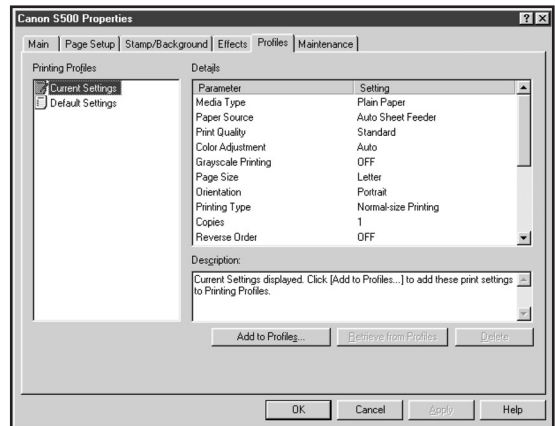 Canon S500 Properties
Main Page Setup Stamp/Background Effects Profiles Maintenance
Printing Profiles
Current Settings
Default Settings
Details
Parameter Setting
Media Type Plain Paper
Paper Source Auto Sheet Feeder
Print Quality Standard
Color Adjustment Auto
Grayscale Printing OFF
Page Size Letter
Orientation Portrait
Printing Type Normal-size Printing
Copies 1
Reverse Order OFF
Description:
Current Settings displayed. Click [Add to Profiles...] to add these print settings
to Printing Profiles.
Add to Profiles... Retrieve from Profiles Delete
OK Cancel Apply Help